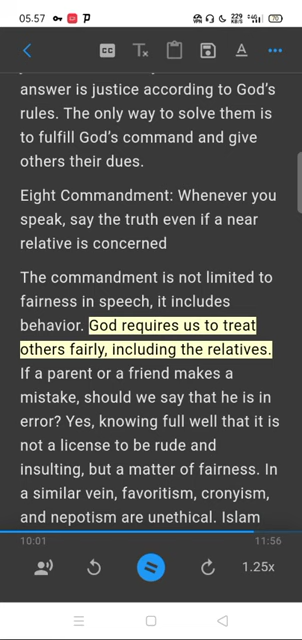 05.57
229
KB/S
4G
70
CC
answer is justice according to God's
rules. The only way to solve them is
to fulfill God's command and give
others their dues.
Eight Commandment: Whenever you
speak, say the truth even if a near
relative is concerned
The commandment is not limited to
fairness in speech, it includes
behavior. God requires us to treat
others fairly, including the relatives.
If a parent or a friend makes a
mistake, should we say that he is in
error? Yes, knowing full well that it is
not a license to be rude and
insulting, but a matter of fairness. In
a similar vein, favoritism, cronyism,
and nepotism are unethical. Islam
10:01
11:56
1.25x